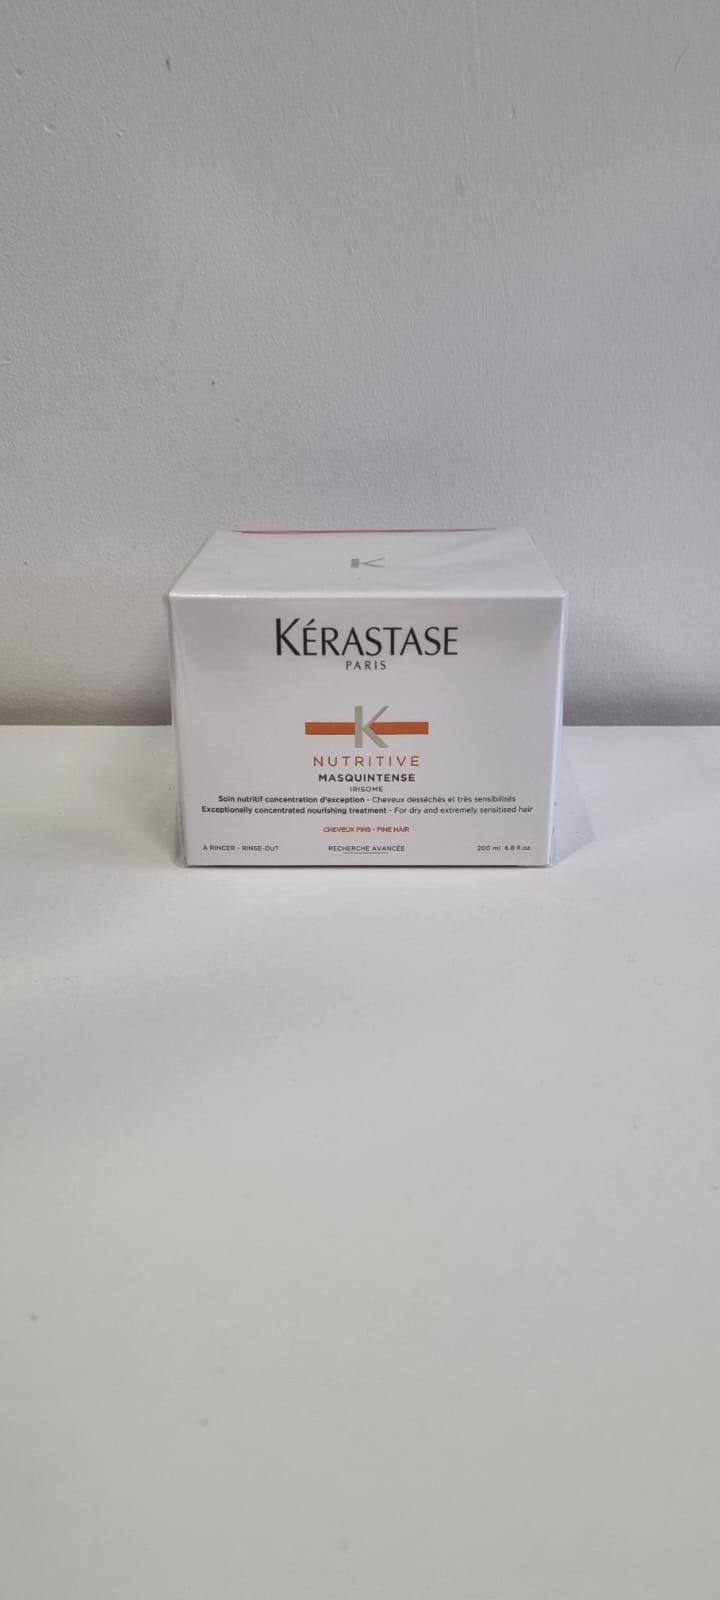 K
KÉRASTASE
PARIS
K
NUTRITIVE
MASQUINTENSE
IRISOME
Soin nutritif concentration d'exception - Cheveux desséchés et très sensibilisés
Exceptionally concentrated nourishing treatment - For dry and extremely sensitised hair
CHEVEUX FINS - FINE HAIR
À RINCER - RINSE-OUT RECHERCHE AVANCÉE 200 ml 6.8 fl.oz.